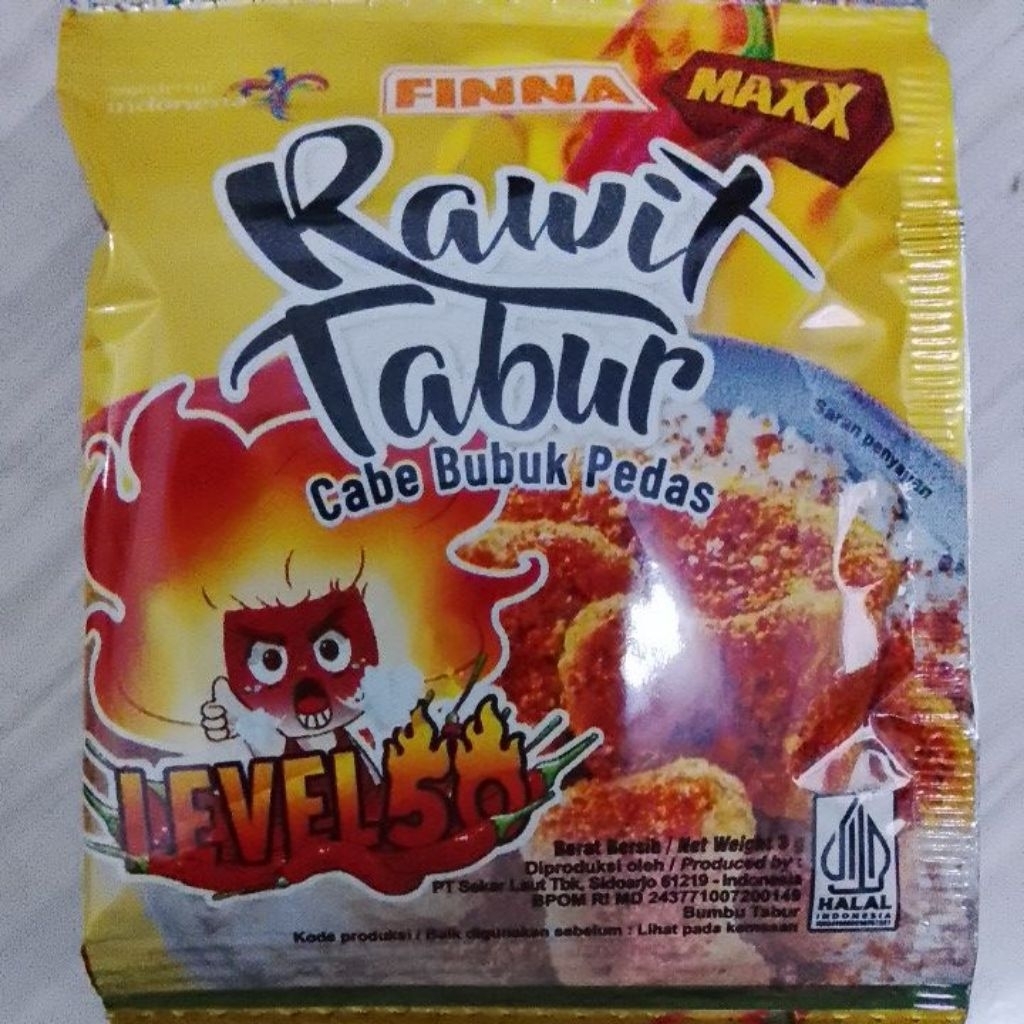 indonesia
FINNA
MAXX
Rawit
Tabur
Cabe Bubuk Pedas
Saran penyajian
LEVEL 50
Berat Bersih / Net Weight 3 g
Diproduksi oleh / Produced by :
PT Sekar Laut Tbk, Sidoarjo 61219 - Indonesia
BPOM RI MD 243771007200149
Bumbu Tabur
Kode produksi / Baik digunakan sebelum : Lihat pada kemasan
HALAL
INDONESIA